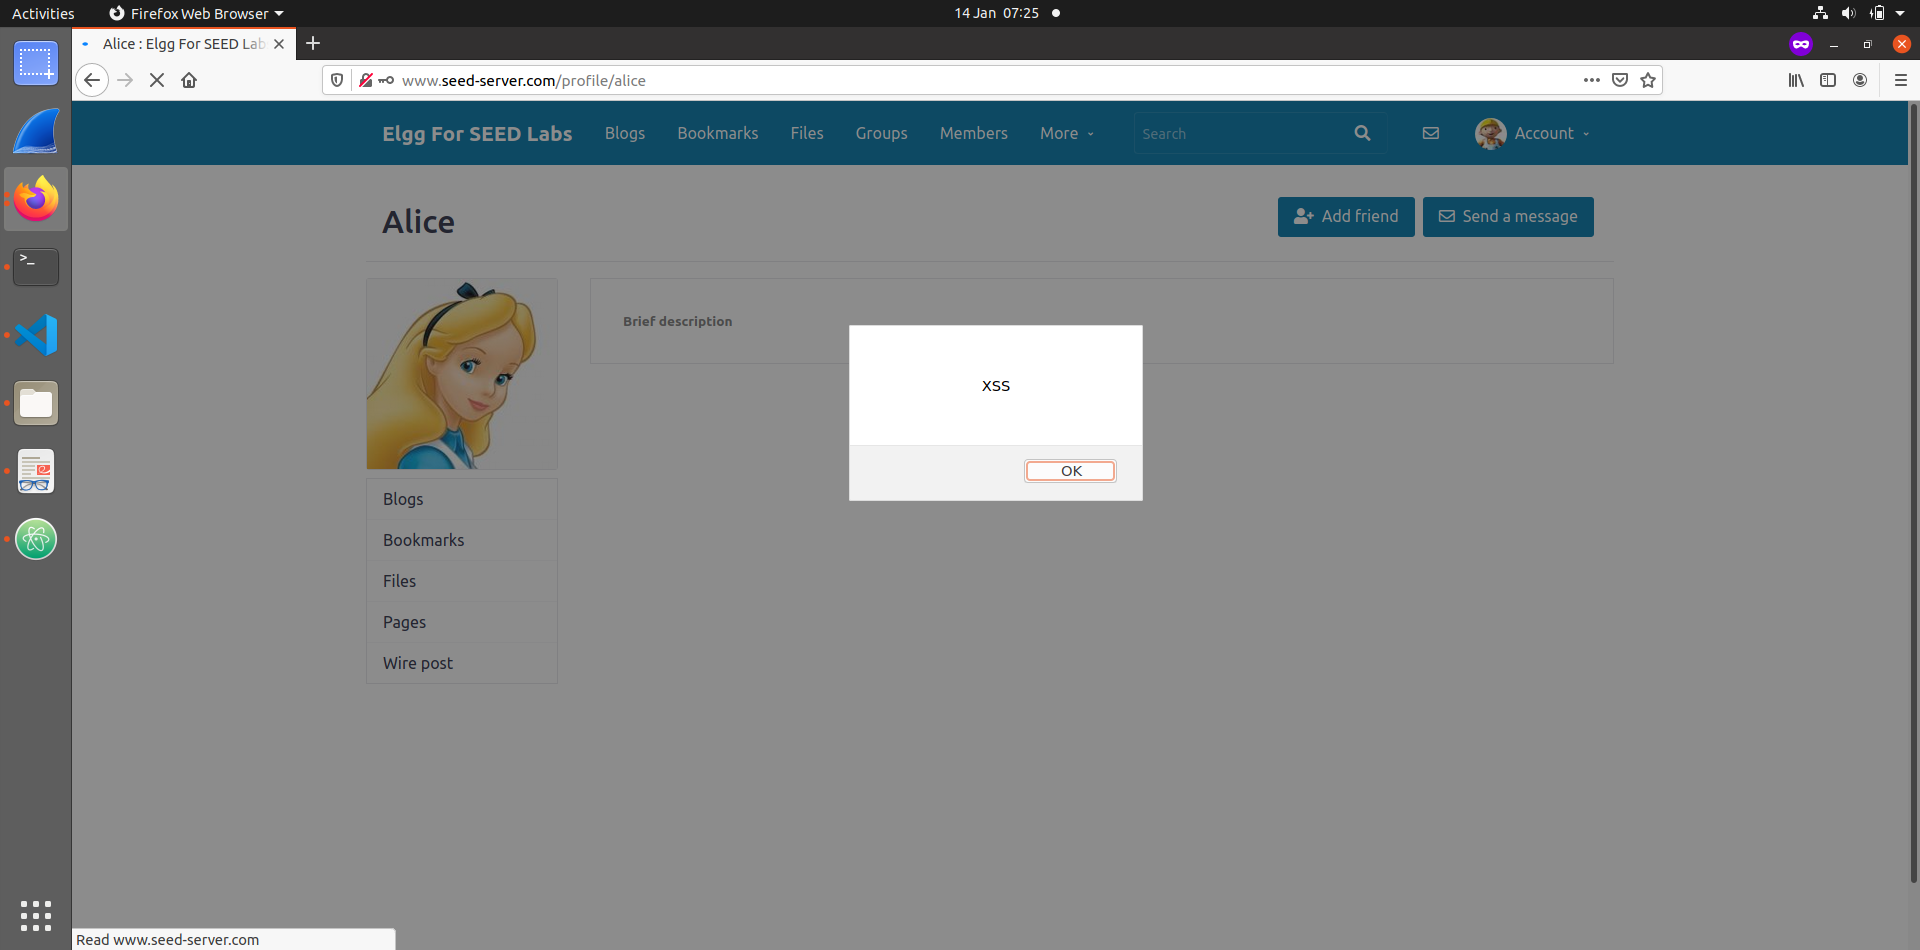 Activities
Firefox Web Browser
14 Jan 07:25
Alice : Elgg For SEED Lab
www.seed-server.com/profile/alice
Elgg For SEED Labs
Blogs
Bookmarks
Files
Groups
Members
More
Search
Account
Alice
Add friend
Send a message
Brief description
XSS
OK
Blogs
Bookmarks
Files
Pages
Wire post
Read www.seed-server.com